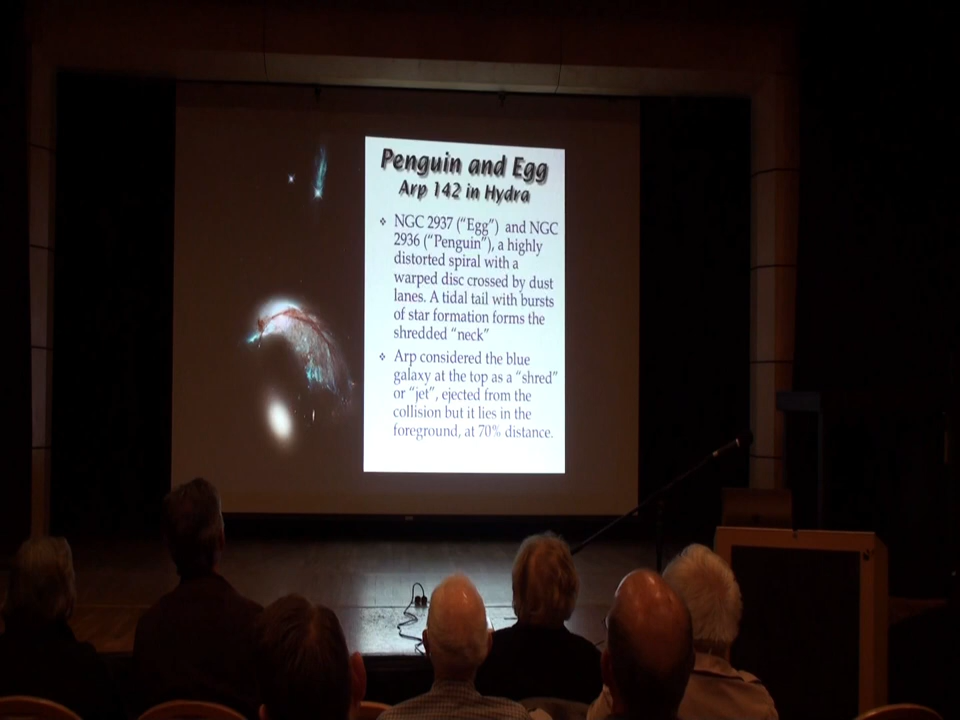 Penguin and Egg
Arp 142 in Hydra
❖ NGC 2937 (“Egg”) and NGC
2936 (“Penguin”), a highly
distorted spiral with a
warped disc crossed by dust
lanes. A tidal tail with bursts
of star formation forms the
shredded “neck”
❖ Arp considered the blue
galaxy at the top as a “shred”
or “jet”, ejected from the
collision but it lies in the
foreground, at 70% distance.